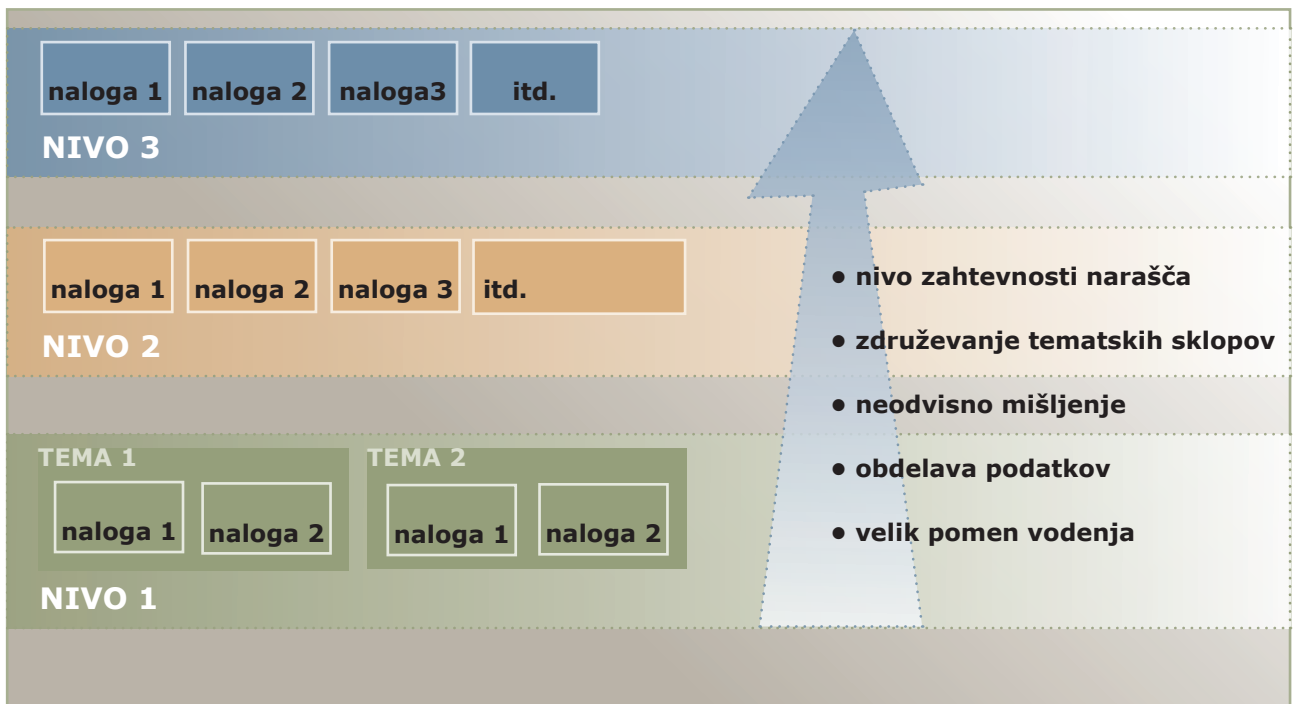 naloga 1 naloga 2 naloga3 itd.
NIVO 3
naloga 1 naloga 2 naloga 3 itd.
NIVO 2
TEMA 1 TEMA 2
naloga 1 naloga 2 naloga 1 naloga 2
NIVO 1
• nivo zahtevnosti narašča
• združevanje tematskih sklopov
• neodvisno mišljenje
• obdelava podatkov
• velik pomen vodenja